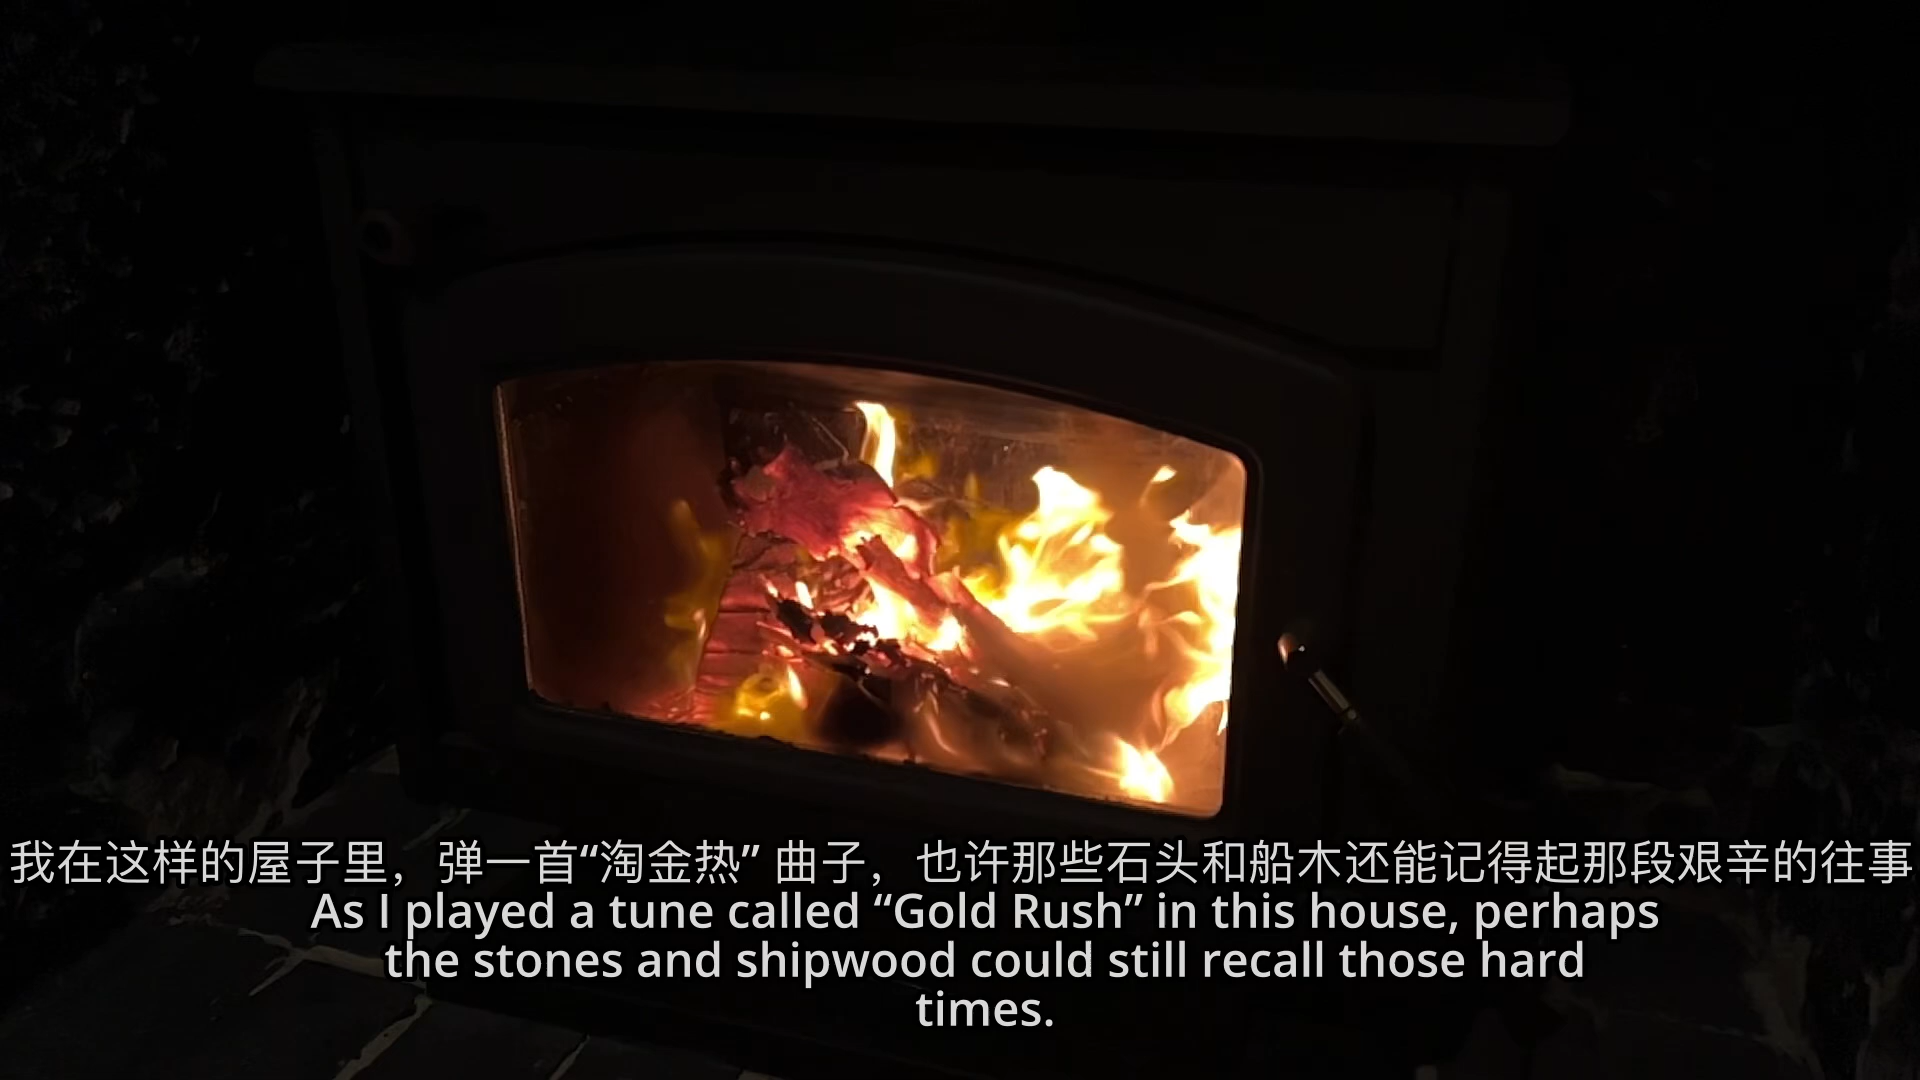 我在这样的屋子里，弹一首“淘金热” 曲子，也许那些石头和船木还能记得起那段艰辛的往事
As I played a tune called “Gold Rush” in this house, perhaps
the stones and shipwood could still recall those hard
times.